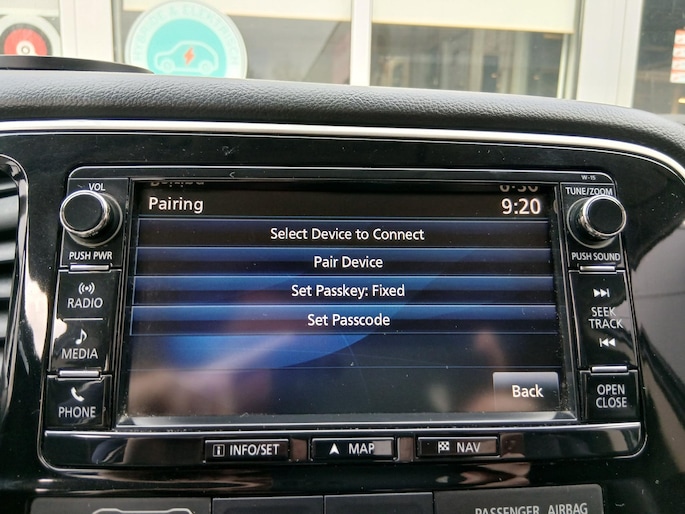 W-15
VOL
PUSH PWR
RADIO
MEDIA
PHONE
Pairing 9:20
Select Device to Connect
Pair Device
Set Passkey: Fixed
Set Passcode
Back
TUNE/ZOOM
PUSH SOUND
SEEK
TRACK
OPEN
CLOSE
i INFO/SET
MAP
NAV
PASSENGER AIRBAG